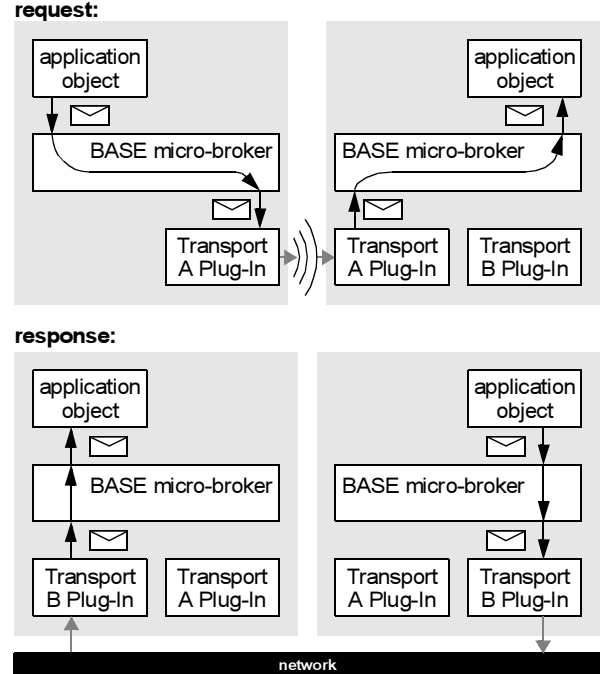 request:
application
object
application
object
BASE micro-broker
BASE micro-broker
Transport
A Plug-In
Transport
A Plug-In
Transport
B Plug-In
response:
application
object
application
object
BASE micro-broker
BASE micro-broker
Transport
B Plug-In
Transport
A Plug-In
Transport
A Plug-In
Transport
B Plug-In
network